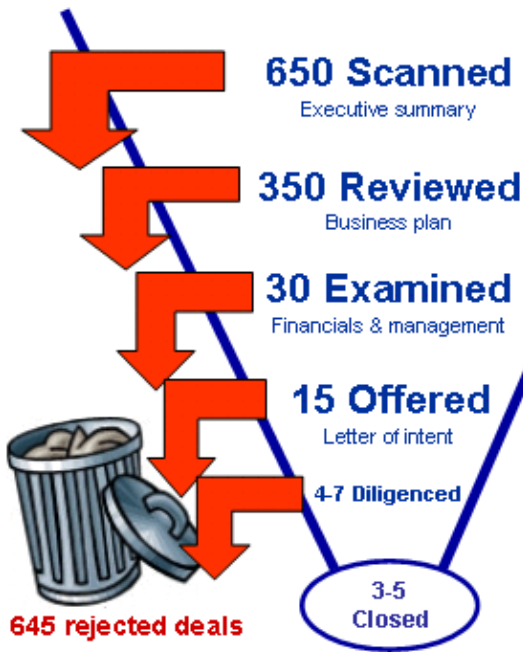 650 Scanned
Executive summary
350 Reviewed
Business plan
30 Examined
Financials & management
15 Offered
Letter of intent
4-7 Diligenced
3-5
Closed
645 rejected deals